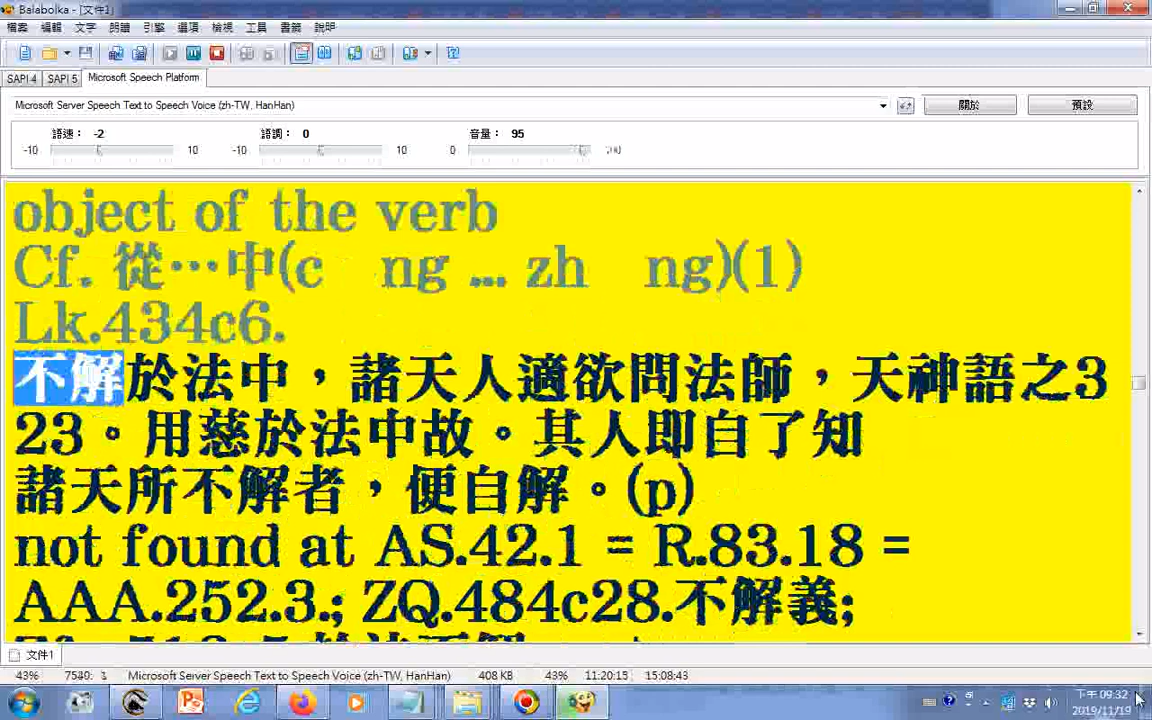 Balabolka - [文件1]
檔案 編輯 文字 朗讀 引擎 選項 檢視 工具 書籤 說明
SAPI 4 SAPI 5 Microsoft Speech Platform
Microsoft Server Speech Text to Speech Voice (zh-TW, HanHan) 關於 預設
語速： -2 語調： 0 音量： 95
-10 10 -10 10 0 100
object of the verb
Cf. 從…中(c ng ... zh ng)(1)
Lk.434c6.
不解於法中，諸天人適欲問法師，天神語之3
23。用慈於法中故。其人即自了知
諸天所不解者，便自解。(p)
not found at AS.42.1 = R.83.18 =
AAA.252.3.; ZQ.484c28.不解義;
文件1
43% Microsoft Server Speech Text to Speech Voice (zh-TW, HanHan) 408 KB 43% 11:20:15 15:08:43
下午 09:32
2019/11/19